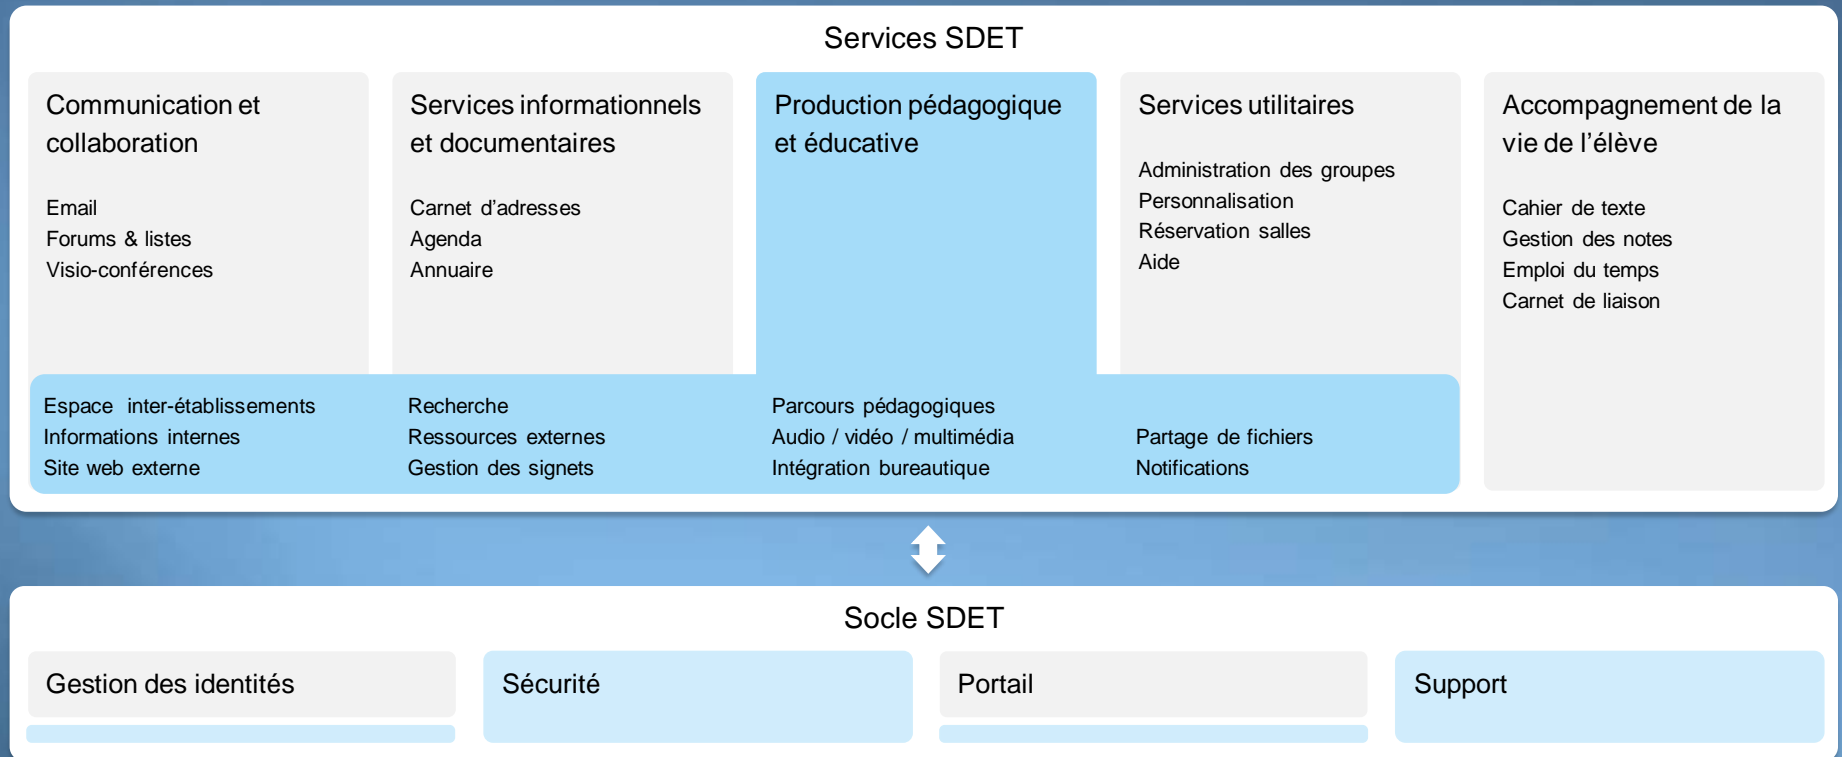 Services SDET
Communication et
collaboration
Email
Forums & listes
Visio-conférences
Espace inter-établissements
Informations internes
Site web externe
Services informationnels
et documentaires
Carnet d’adresses
Agenda
Annuaire
Recherche
Ressources externes
Gestion des signets
Production pédagogique
et éducative
Parcours pédagogiques
Audio / vidéo / multimédia
Intégration bureautique
Services utilitaires
Administration des groupes
Personnalisation
Réservation salles
Aide
Partage de fichiers
Notifications
Accompagnement de la
vie de l’élève
Cahier de texte
Gestion des notes
Emploi du temps
Carnet de liaison
Socle SDET
Gestion des identités
Sécurité
Portail
Support